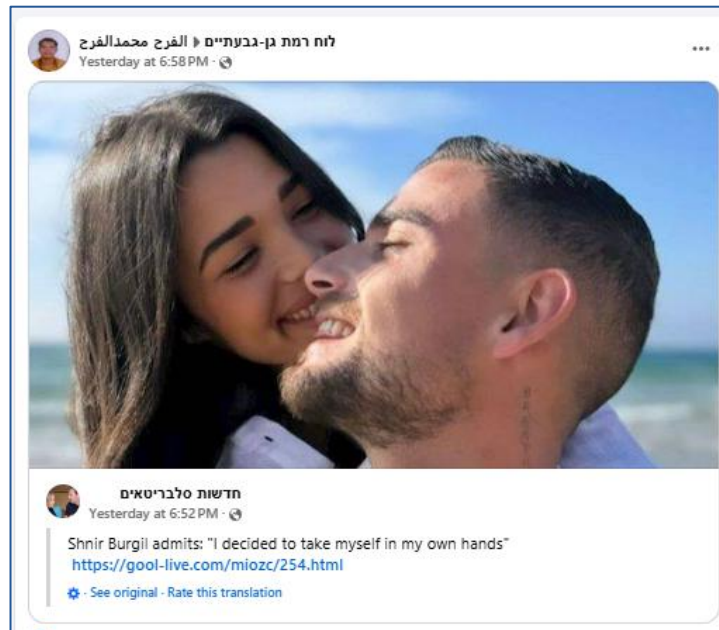 الفرح محمدالفرح ◀ לוח רמת גן-גבעתיים
Yesterday at 6:58 PM ·
חדשות סלבריטאים
Yesterday at 6:52 PM ·
Shnir Burgil admits: "I decided to take myself in my own hands"
https://gool-live.com/miozc/254.html
· See original · Rate this translation